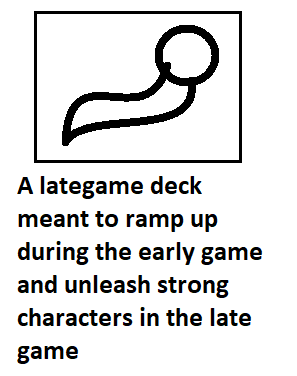 A lategame deck
meant to ramp up
during the early game
and unleash strong
characters in the late
game